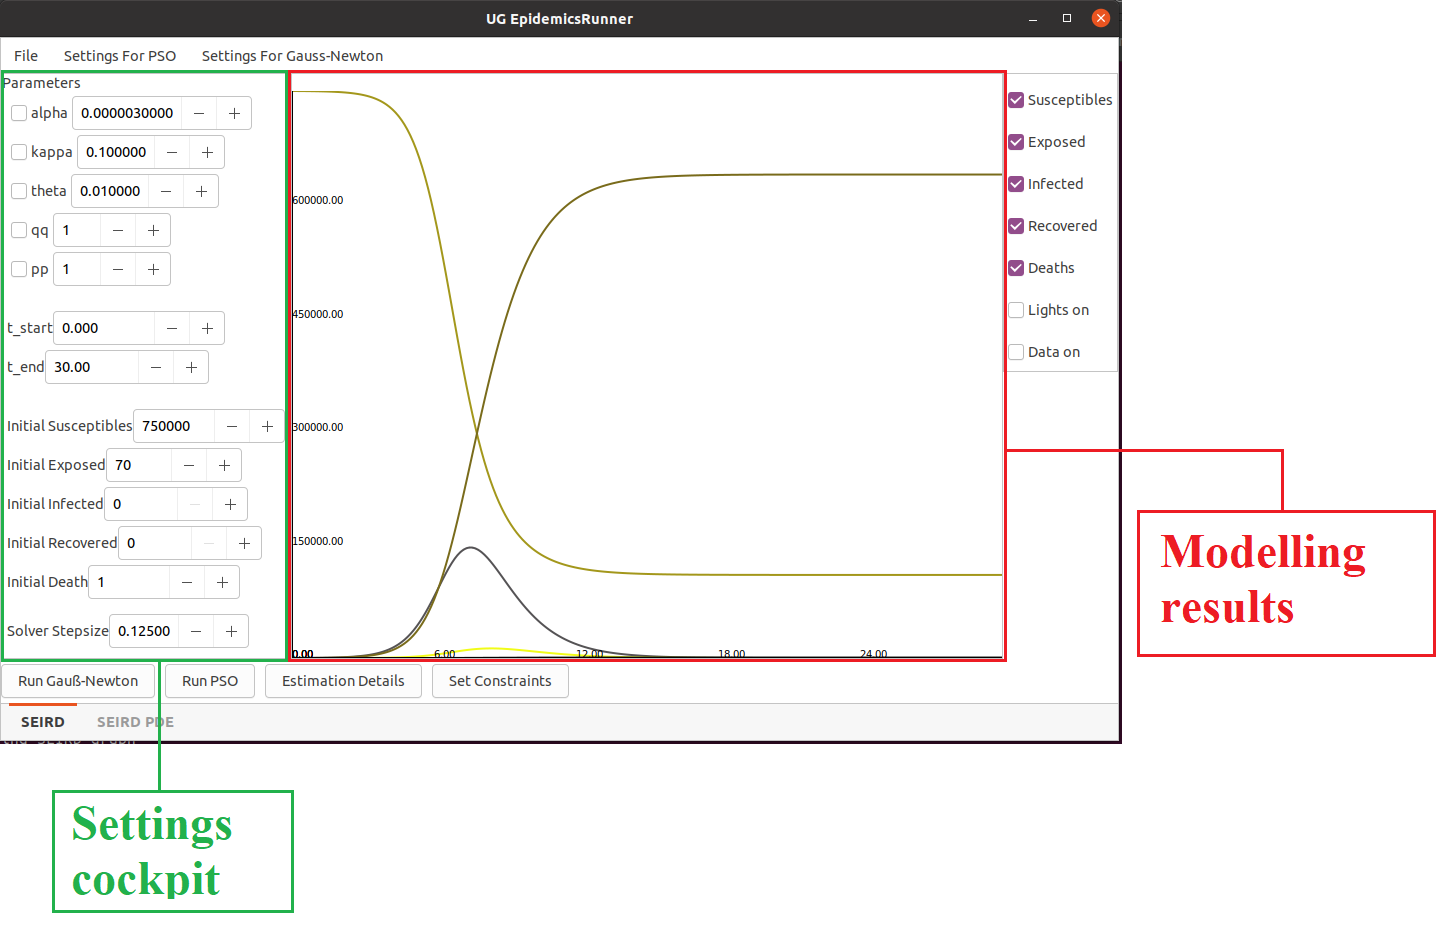 UG EpidemicsRunner
File Settings For PSO Settings For Gauss-Newton
Parameters
alpha 0.0000030000 − +
kappa 0.100000 − +
theta 0.010000 − +
qq 1 − +
pp 1 − +
t_start 0.000 − +
t_end 30.00 − +
Initial Susceptibles 750000 − +
Initial Exposed 70 − +
Initial Infected 0 − +
Initial Recovered 0 − +
Initial Death 1 − +
Solver Stepsize 0.12500 − +
600000.00
450000.00
300000.00
150000.00
0.00 6.00 12.00 18.00 24.00
Susceptibles
Exposed
Infected
Recovered
Deaths
Lights on
Data on
Run Gauß-Newton Run PSO Estimation Details Set Constraints
SEIRD SEIRD PDE
Modelling
results
Settings
cockpit